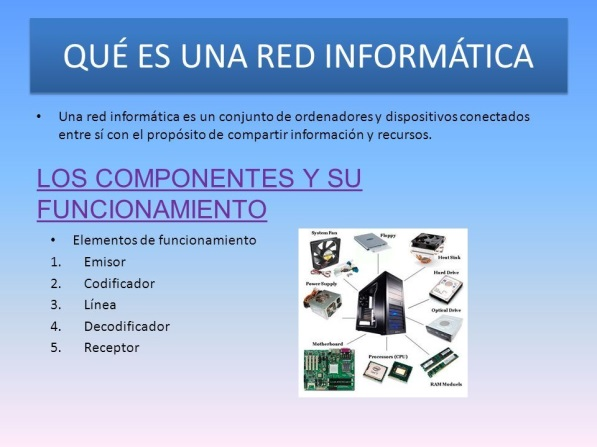 QUÉ ES UNA RED INFORMÁTICA
• Una red informática es un conjunto de ordenadores y dispositivos conectados
entre sí con el propósito de compartir información y recursos.
LOS COMPONENTES Y SU
FUNCIONAMIENTO
• Elementos de funcionamiento
1. Emisor
2. Codificador
3. Línea
4. Decodificador
5. Receptor
System Fan
Floppy
Heat Sink
Power Supply
Hard Drive
Optical Drive
Motherboard
Processors (CPU)
RAM Moduels